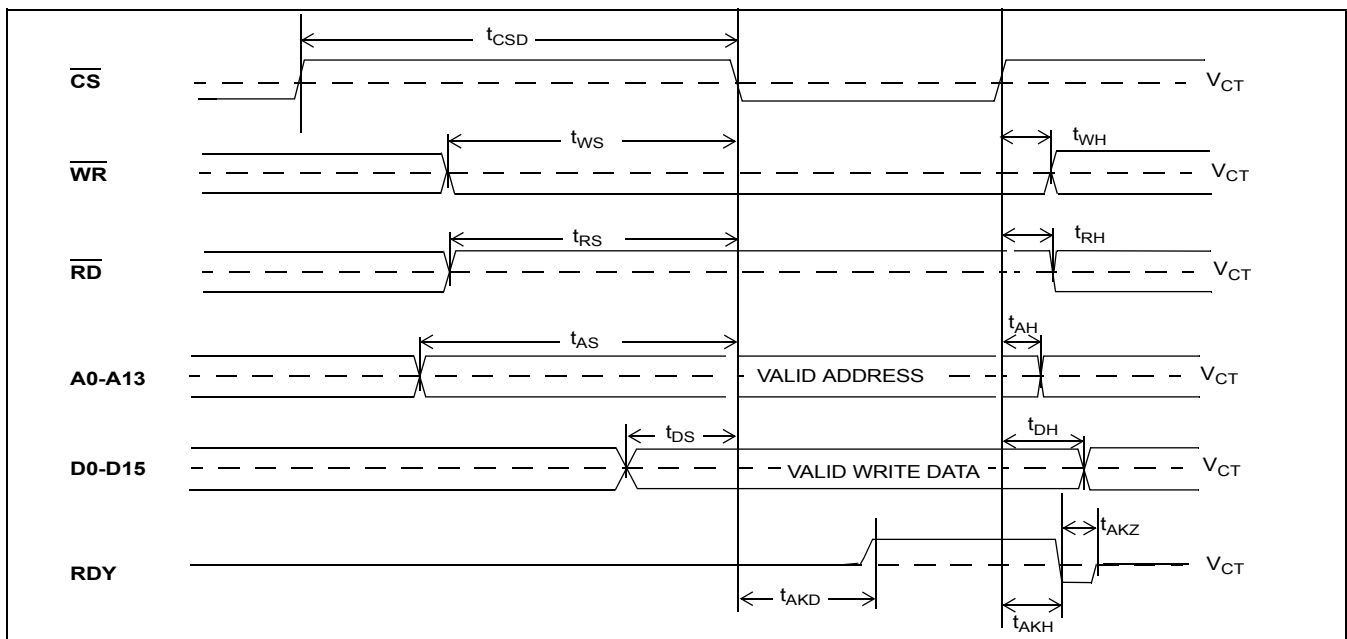 tCSD
CS VCT
tWS tWH
WR VCT
tRS tRH
RD VCT
tAS tAH
A0-A13 VALID ADDRESS VCT
tDS tDH
D0-D15 VALID WRITE DATA VCT
tAKZ
RDY VCT
tAKD
tAKH